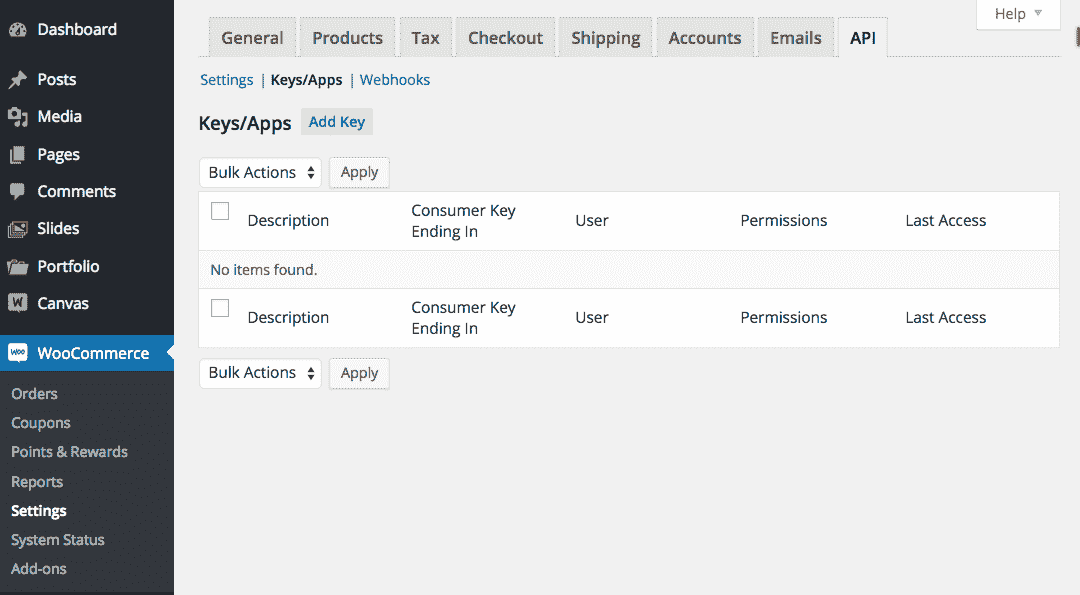 Dashboard
Posts
Media
Pages
Comments
Slides
Portfolio
Canvas
WooCommerce
Orders
Coupons
Points & Rewards
Reports
Settings
System Status
Add-ons
Help
General Products Tax Checkout Shipping Accounts Emails API
Settings | Keys/Apps | Webhooks
Keys/Apps Add Key
Bulk Actions Apply
Description Consumer Key Ending In User Permissions Last Access
No items found.
Description Consumer Key Ending In User Permissions Last Access
Bulk Actions Apply